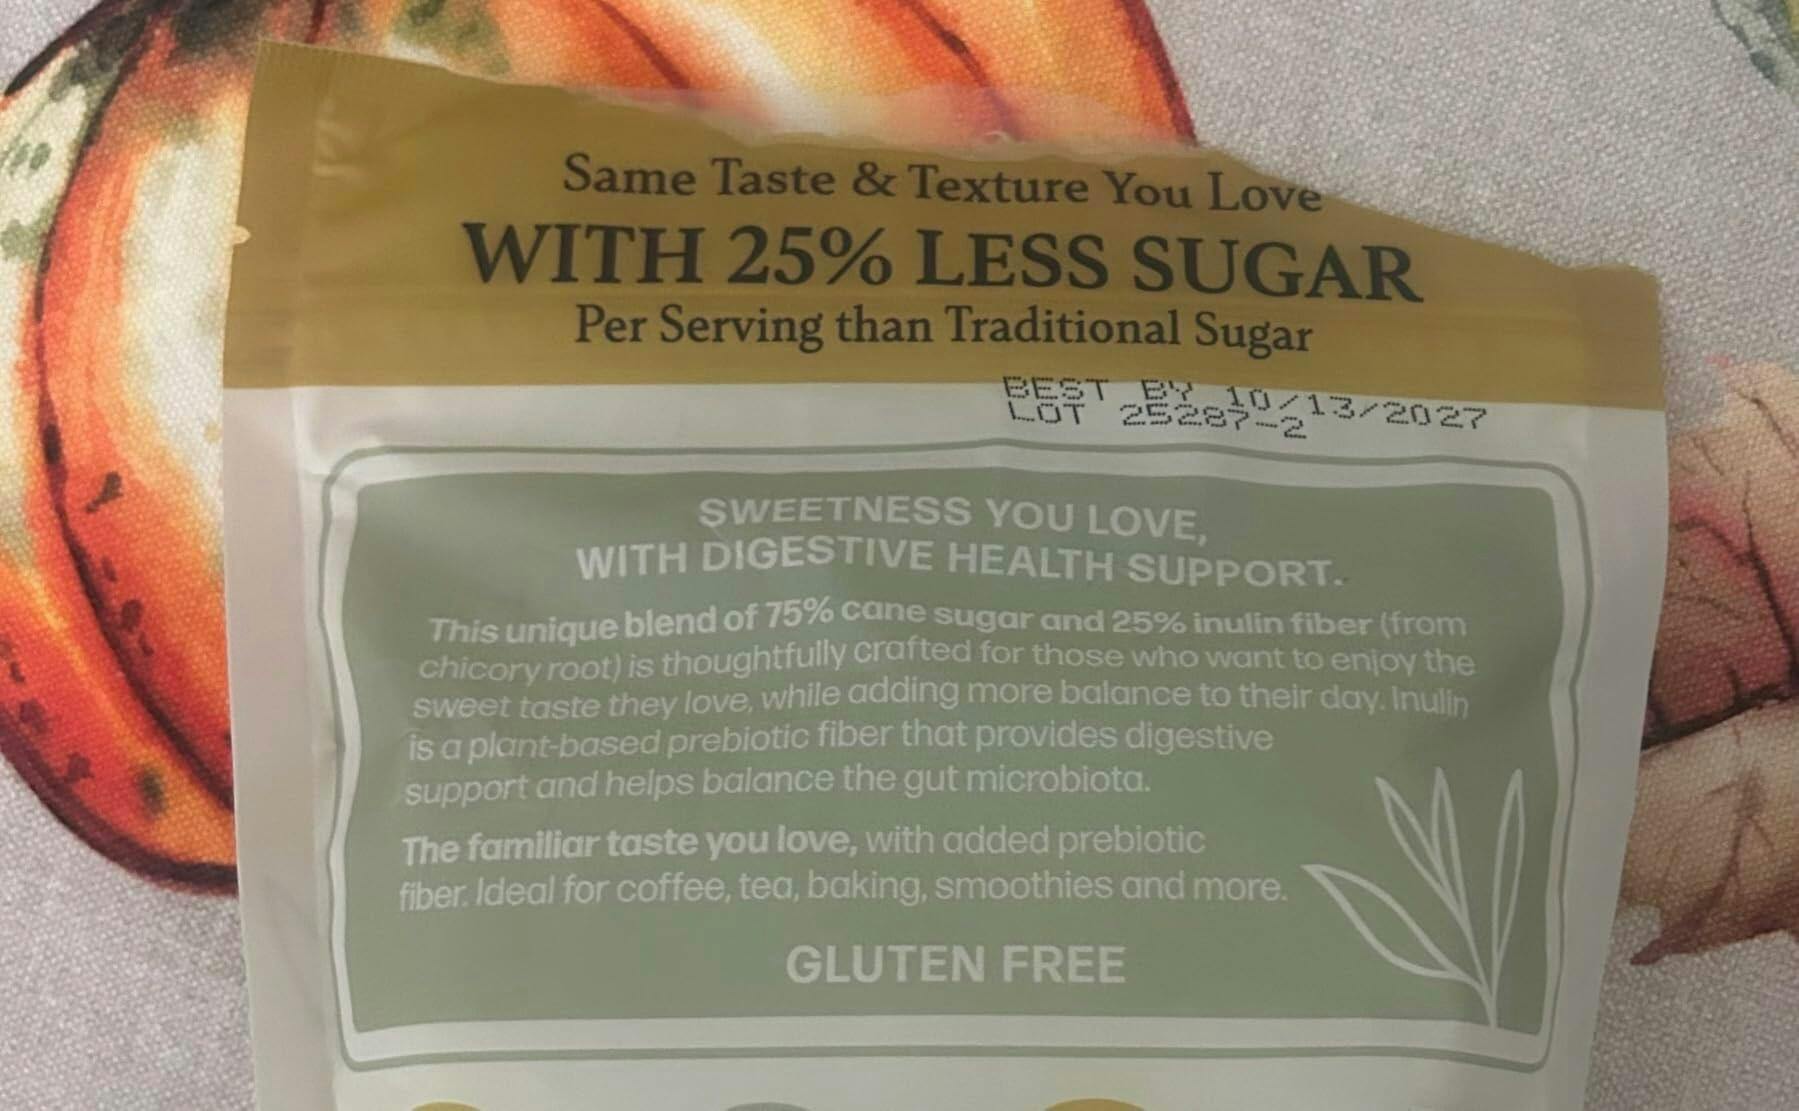 Same Taste & Texture You Love
WITH 25% LESS SUGAR
Per Serving than Traditional Sugar
BEST BY 10/13/2027
LOT 25287-2
SWEETNESS YOU LOVE,
WITH DIGESTIVE HEALTH SUPPORT.
This unique blend of 75% cane sugar and 25% inulin fiber (from
chicory root) is thoughtfully crafted for those who want to enjoy the
sweet taste they love, while adding more balance to their day. Inulin
is a plant-based prebiotic fiber that provides digestive
support and helps balance the gut microbiota.
The familiar taste you love, with added prebiotic
fiber. Ideal for coffee, tea, baking, smoothies and more.
GLUTEN FREE